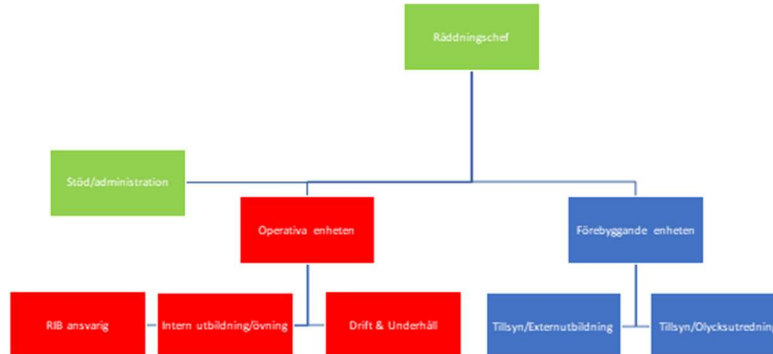 Räddningschef
Stöd/administration
Operativa enheten
Förebyggande enheten
RIB ansvarig
Intern utbildning/övning
Drift & Underhåll
Tillsyn/Externutbildning
Tillsyn/Olycksutredning